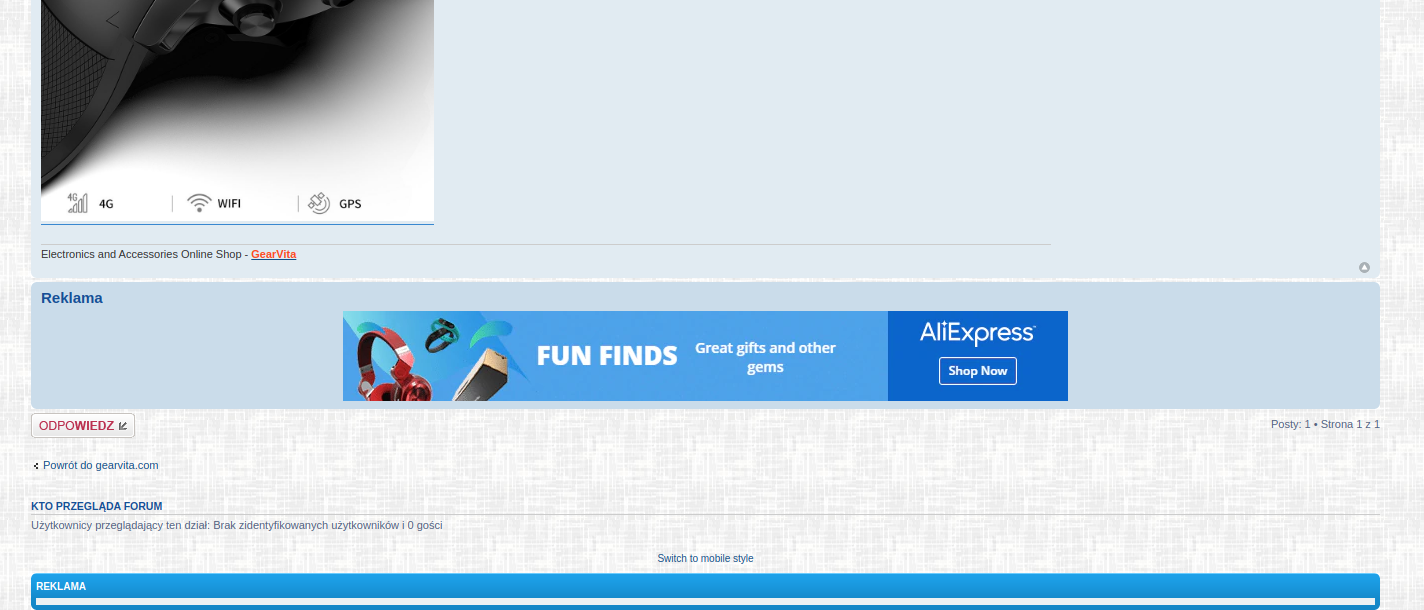 4G
4G
WIFI
GPS
Electronics and Accessories Online Shop - GearVita
Reklama
FUN FINDS
Great gifts and other
gems
AliExpress
Shop Now
ODPOWIEDZ
Posty: 1 • Strona 1 z 1
Powrót do gearvita.com
KTO PRZEGLĄDA FORUM
Użytkownicy przeglądający ten dział: Brak zidentyfikowanych użytkowników i 0 gości
Switch to mobile style
REKLAMA